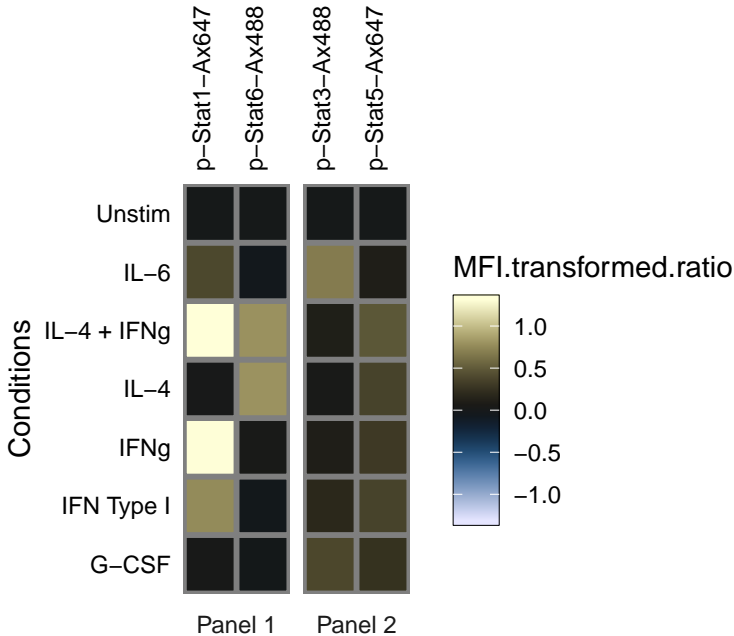 p−Stat1−Ax647
p−Stat6−Ax488
p−Stat3−Ax488
p−Stat5−Ax647
Conditions
Unstim
IL−6
IL−4 + IFNg
IL−4
IFNg
IFN Type I
G−CSF
Panel 1
Panel 2
MFI.transformed.ratio
1.0
0.5
0.0
−0.5
−1.0